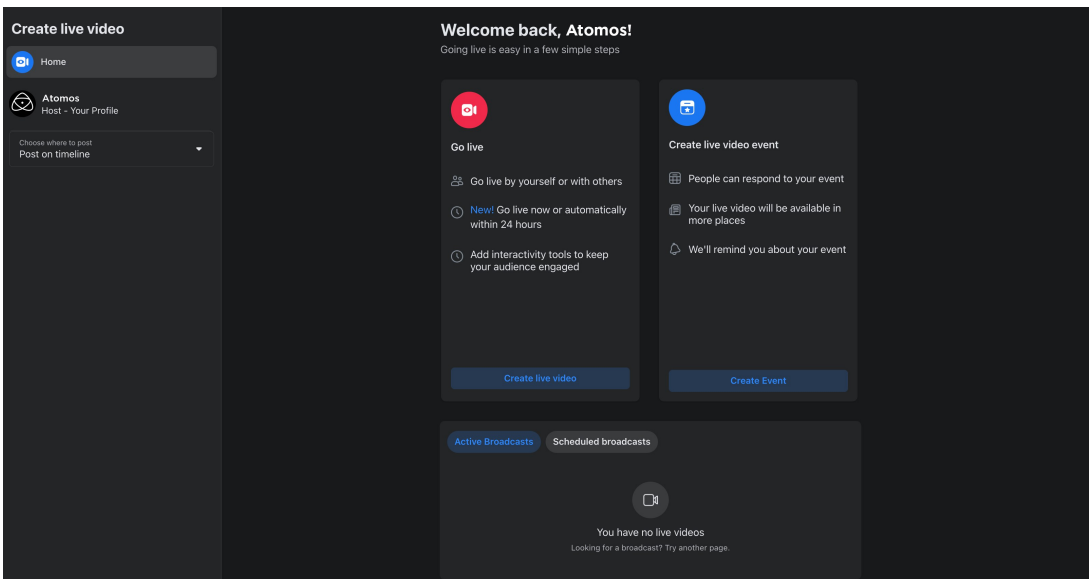 Create live video
Home
Atomos
Host - Your Profile
Choose where to post
Post on timeline
Welcome back, Atomos!
Going live is easy in a few simple steps
Go live
Go live by yourself or with others
New! Go live now or automatically
within 24 hours
Add interactivity tools to keep
your audience engaged
Create live video
Create live video event
People can respond to your event
Your live video will be available in
more places
We'll remind you about your event
Create Event
Active Broadcasts
Scheduled broadcasts
You have no live videos
Looking for a broadcast? Try another page.